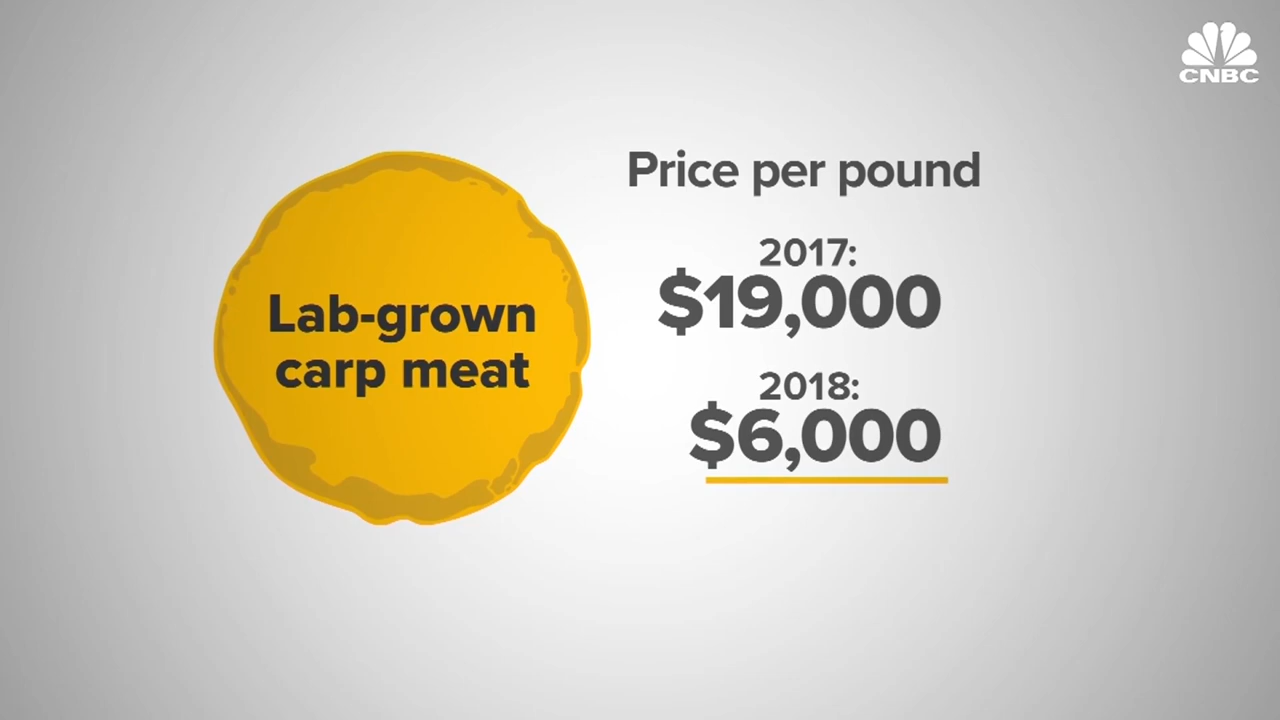 CNBC
Price per pound
2017:
$19,000
Lab-grown
carp meat
2018:
$6,000